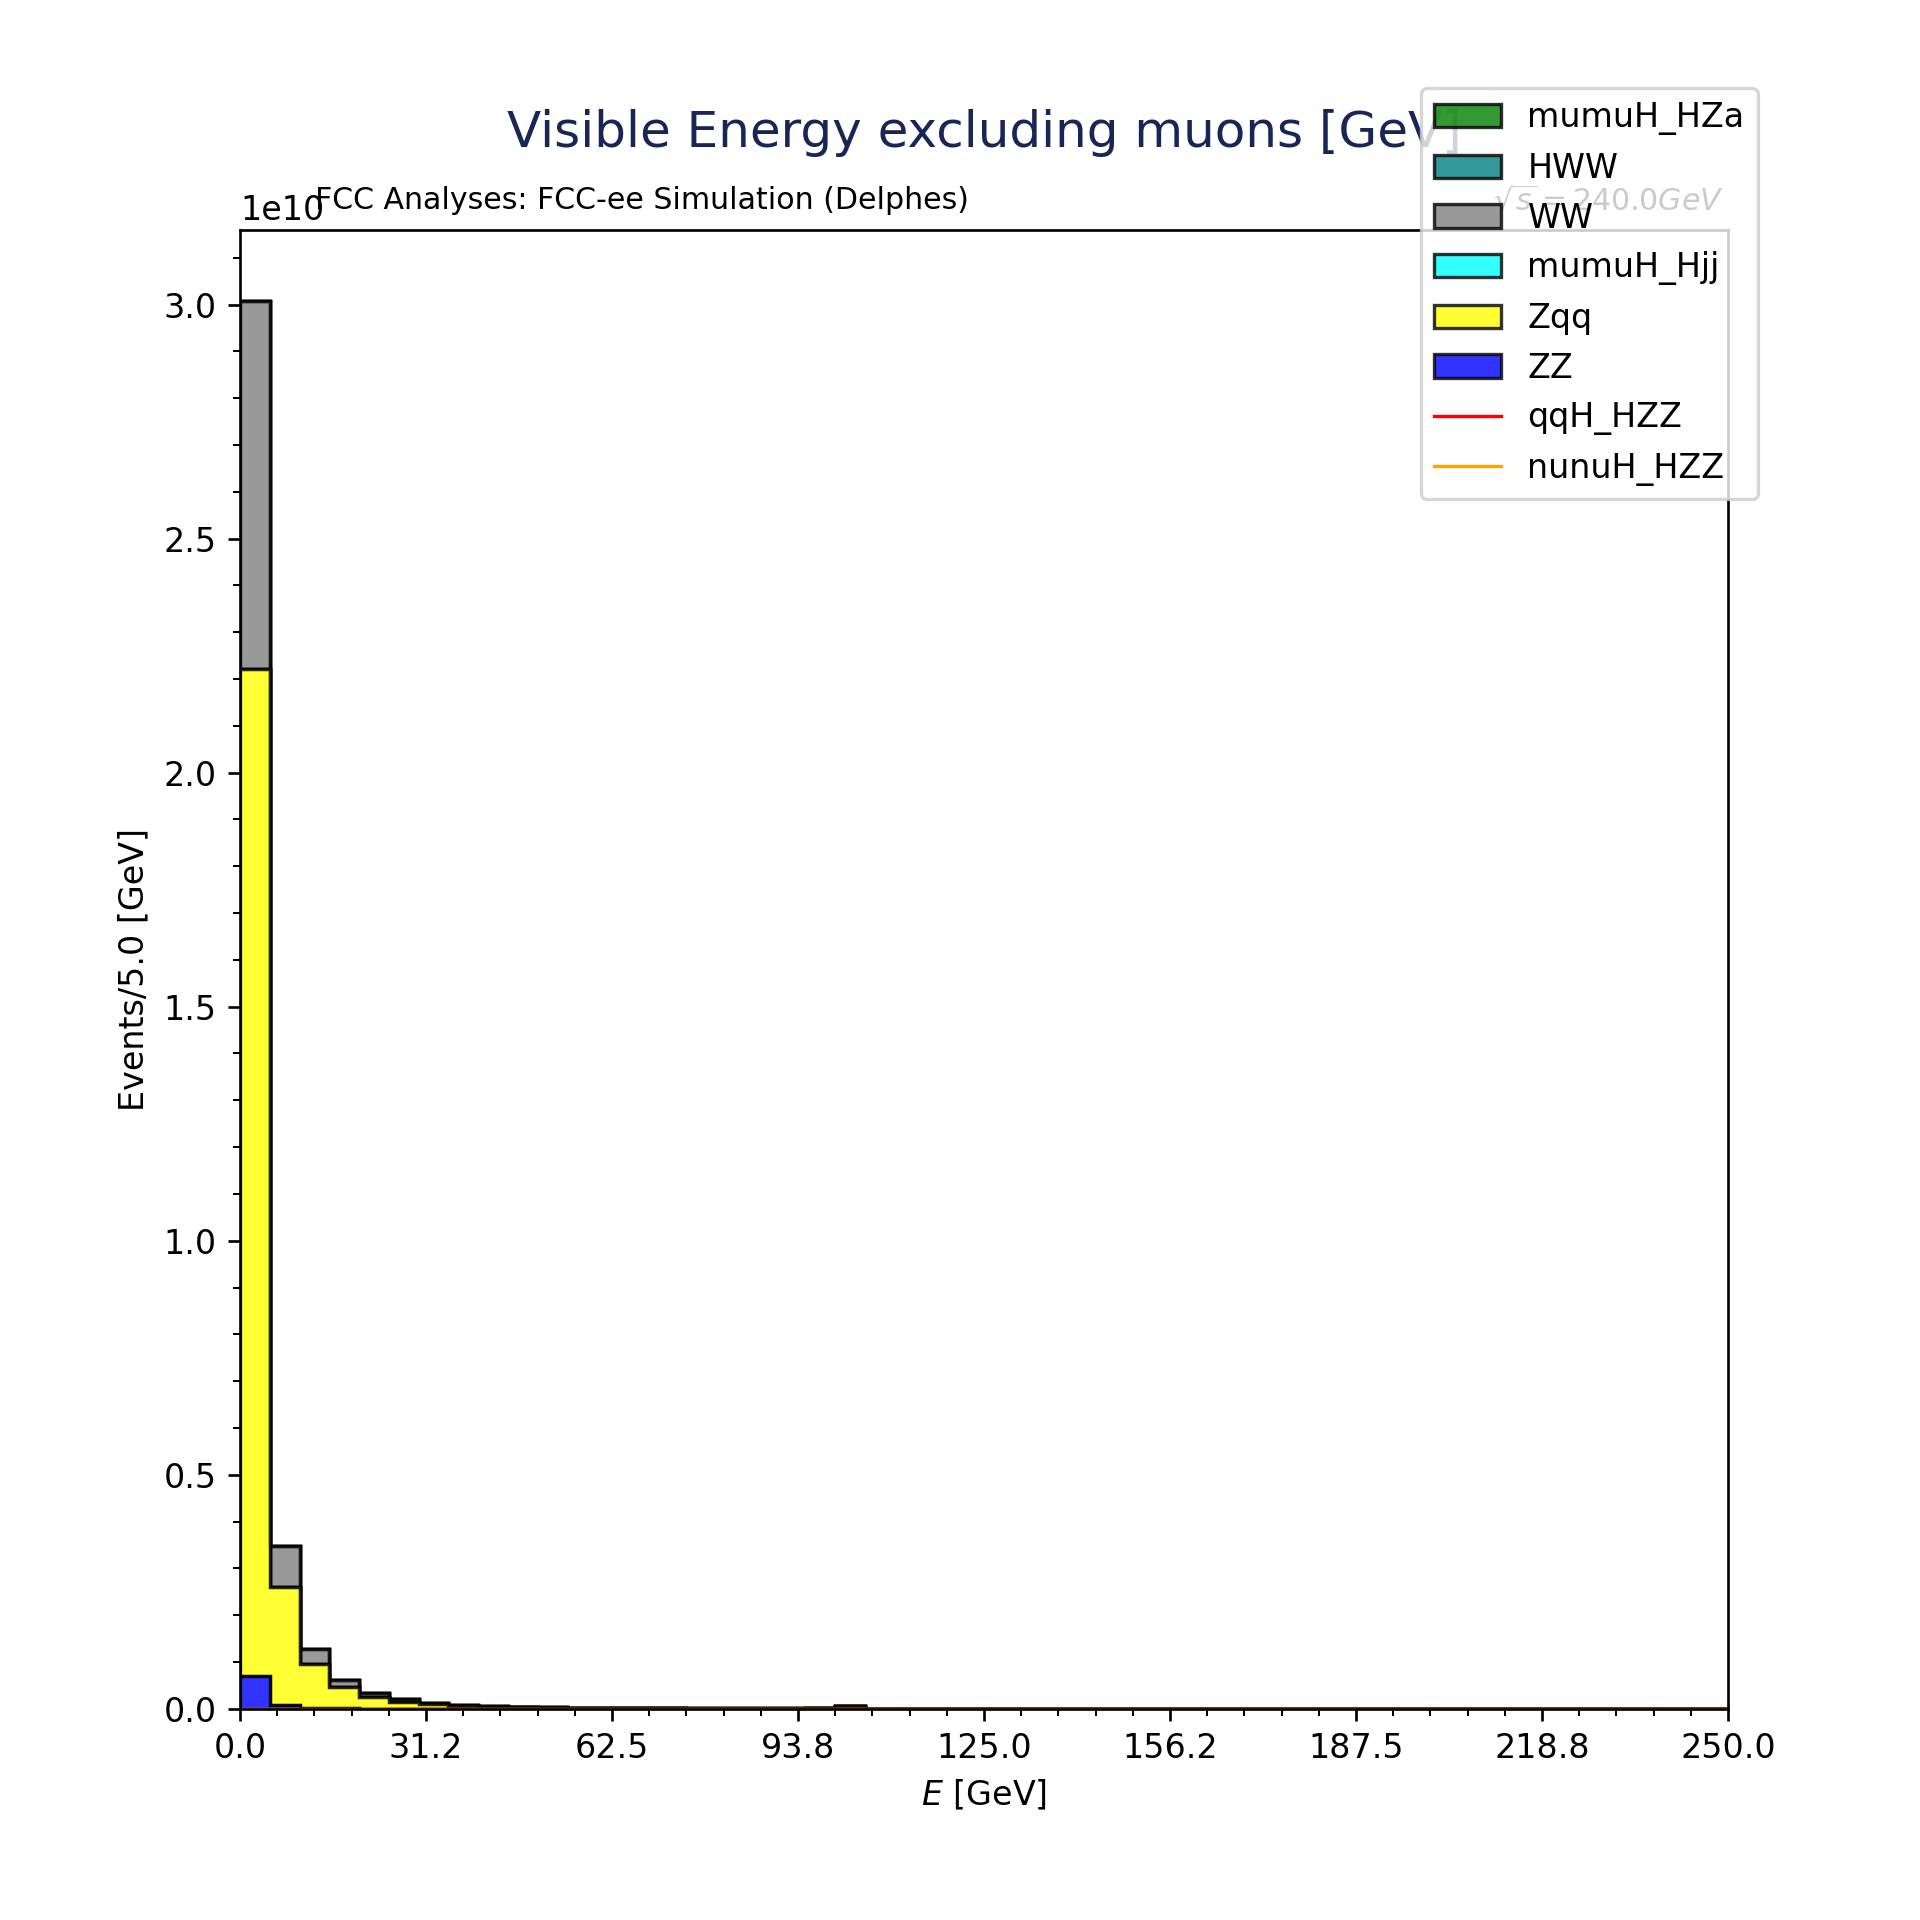 Visible Energy excluding muons [GeV]
1e10
FCC Analyses: FCC-ee Simulation (Delphes)
√s = 240.0GeV
mumuH_HZa
HWW
WW
mumuH_Hjj
Zqq
ZZ
qqH_HZZ
nunuH_HZZ
3.0
2.5
2.0
1.5
1.0
0.5
0.0
Events/5.0 [GeV]
0.0 31.2 62.5 93.8 125.0 156.2 187.5 218.8 250.0
E [GeV]